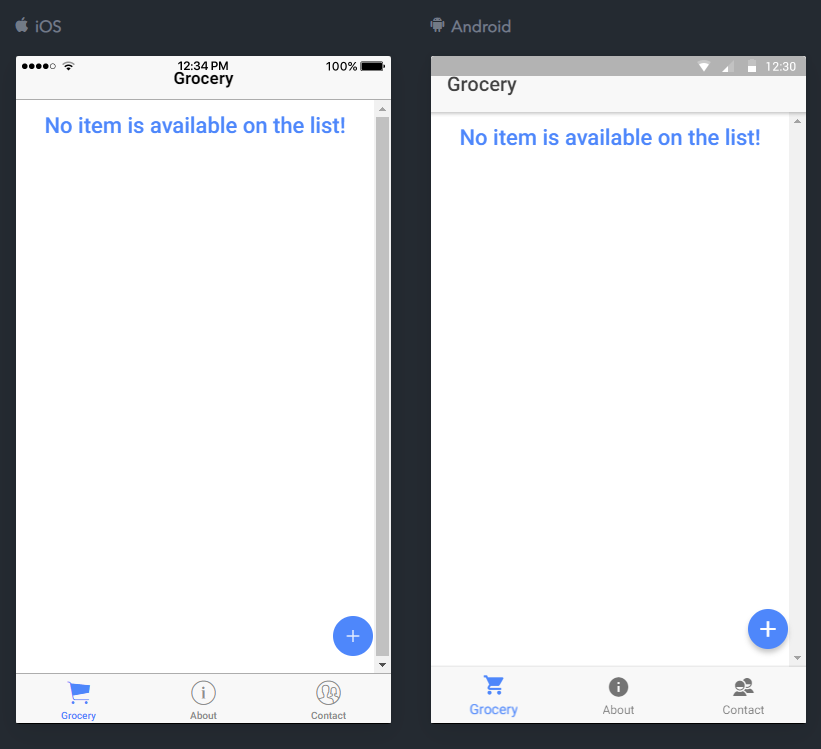 iOS
12:34 PM
100%
Grocery
No item is available on the list!
+
Grocery
About
Contact
Android
12:30
Grocery
No item is available on the list!
+
Grocery
About
Contact